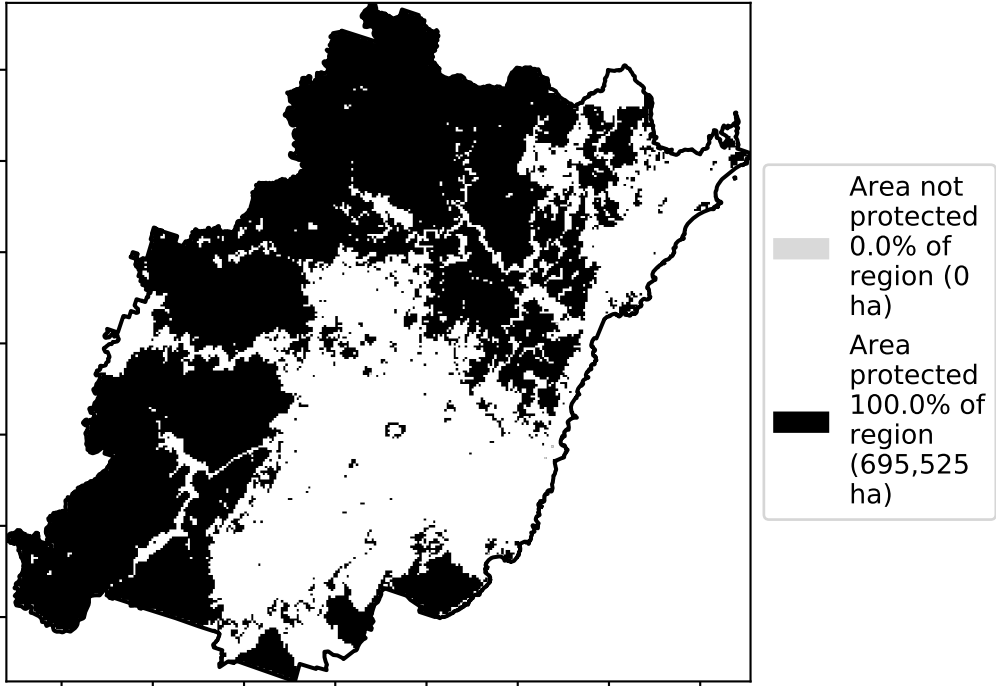 Area not
protected
0.0% of
region (0
ha)
Area
protected
100.0% of
region
(695,525
ha)